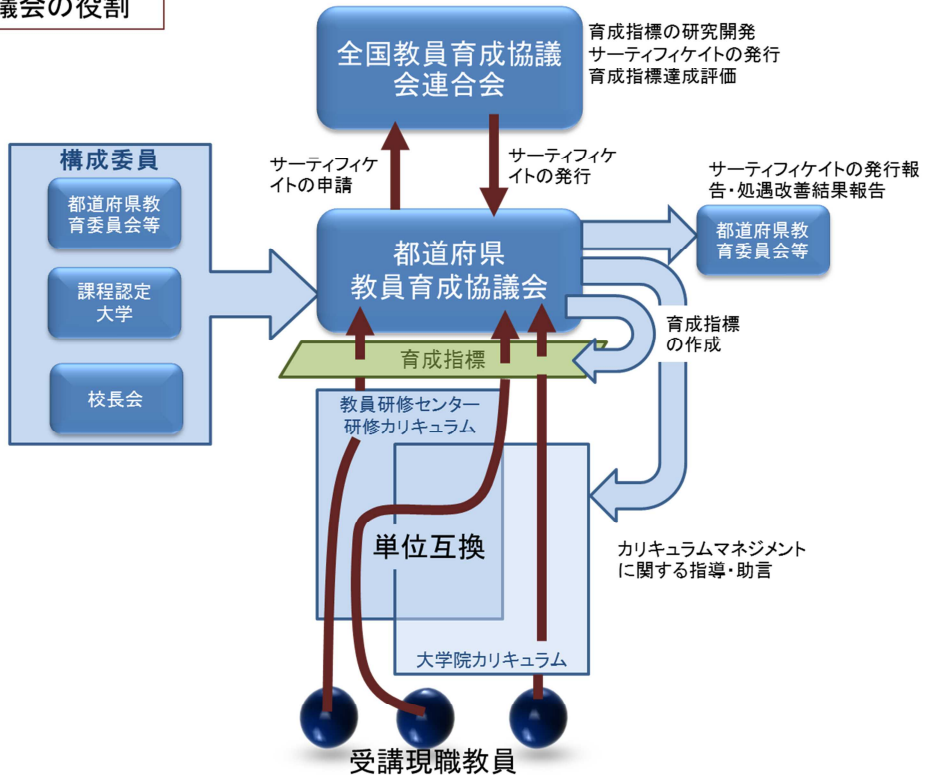 議会の役割
全国教員育成協議
会連合会
育成指標の研究開発
サーティフィケイトの発行
育成指標達成評価
構成委員
都道府県教
育委員会等
課程認定
大学
校長会
サーティフィケ
イトの申請
サーティフィケ
イトの発行
サーティフィケイトの発行報
告・処遇改善結果報告
都道府県教
育委員会等
都道府県
教員育成協議会
育成指標
の作成
育成指標
教員研修センター
研修カリキュラム
単位互換
カリキュラムマネジメント
に関する指導・助言
大学院カリキュラム
受講現職教員